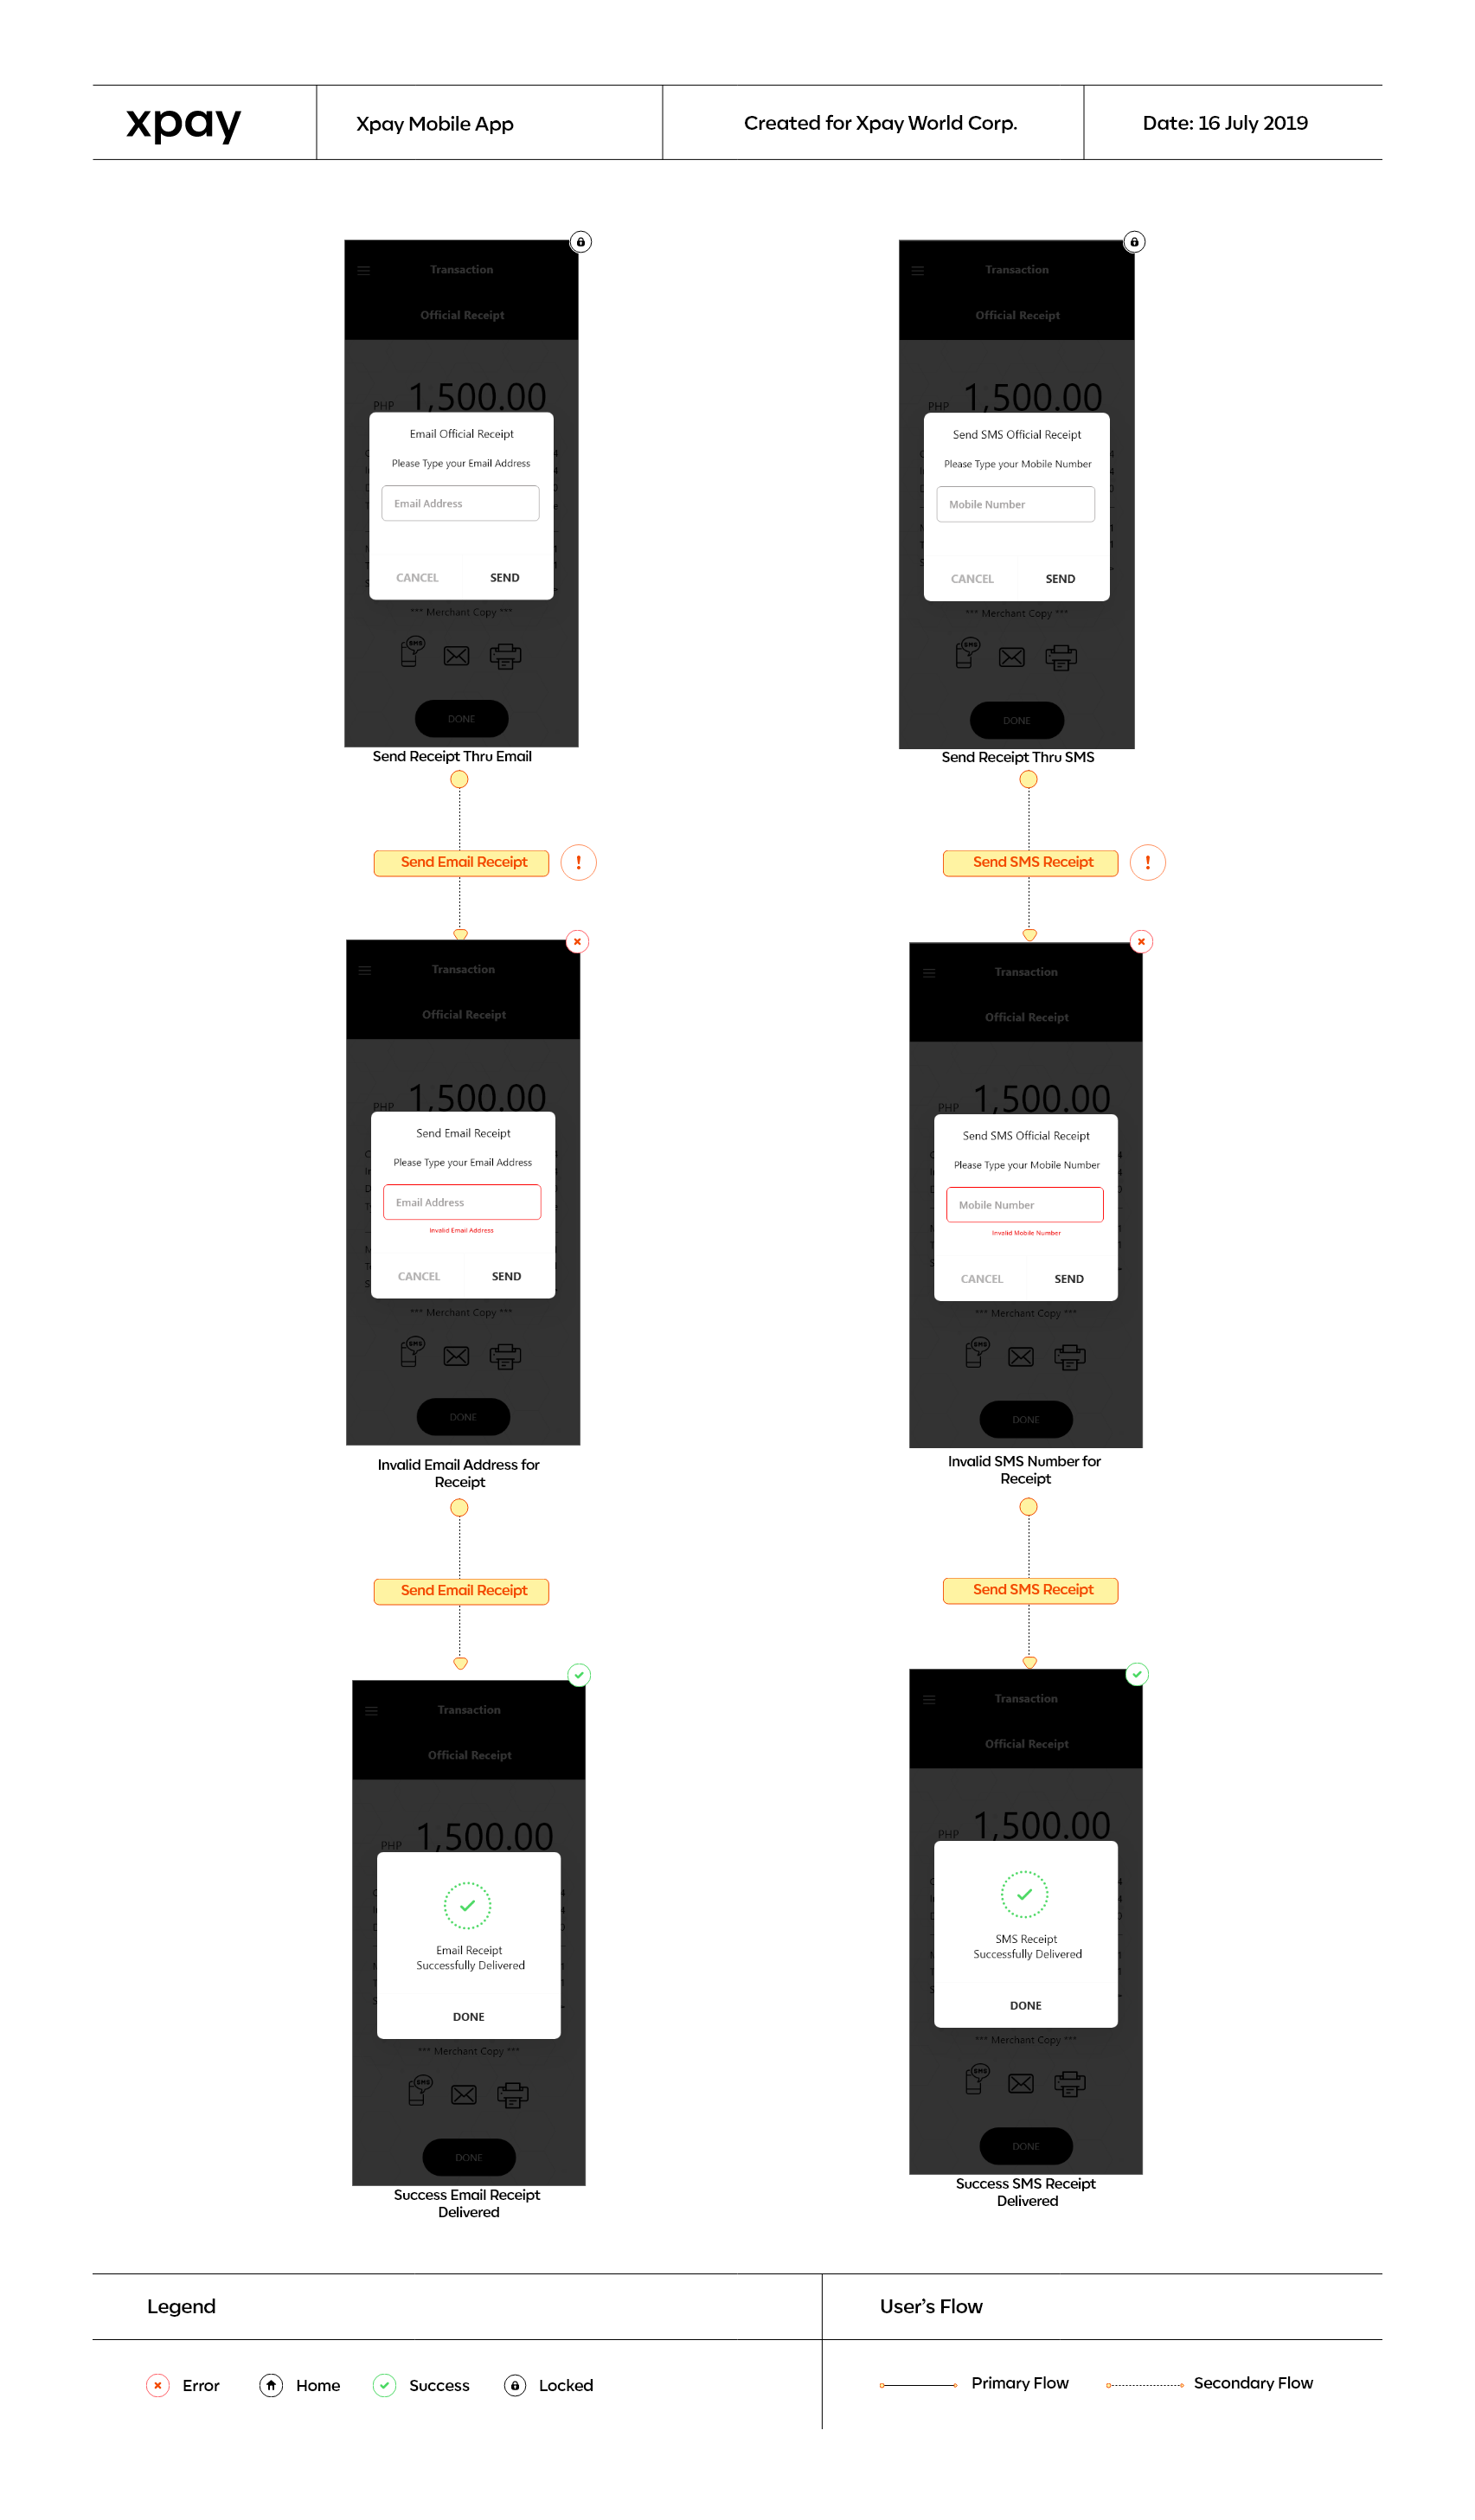 xpay
Xpay Mobile App
Created for Xpay World Corp.
Date: 16 July 2019
Transaction
Official Receipt
PHP 1,500.00
Email Official Receipt
Please Type your Email Address
Email Address
CANCEL SEND
*** Merchant Copy ***
SMS
DONE
Send Receipt Thru Email
Transaction
Official Receipt
PHP 1,500.00
Send SMS Official Receipt
Please Type your Mobile Number
Mobile Number
CANCEL SEND
*** Merchant Copy ***
SMS
DONE
Send Receipt Thru SMS
Send Email Receipt !
Send SMS Receipt !
Transaction
Official Receipt
PHP 1,500.00
Send Email Receipt
Please Type your Email Address
Email Address
Invalid Email Address
CANCEL SEND
*** Merchant Copy ***
SMS
DONE
Invalid Email Address for
Receipt
Transaction
Official Receipt
PHP 1,500.00
Send SMS Official Receipt
Please Type your Mobile Number
Mobile Number
Invalid Mobile Number
CANCEL SEND
*** Merchant Copy ***
SMS
DONE
Invalid SMS Number for
Receipt
Send Email Receipt
Send SMS Receipt
Transaction
Official Receipt
PHP 1,500.00
Email Receipt
Successfully Delivered
DONE
*** Merchant Copy ***
SMS
DONE
Success Email Receipt
Delivered
Transaction
Official Receipt
PHP 1,500.00
SMS Receipt
Successfully Delivered
DONE
*** Merchant Copy ***
SMS
DONE
Success SMS Receipt
Delivered
Legend
Error
Home
Success
Locked
User's Flow
Primary Flow
Secondary Flow